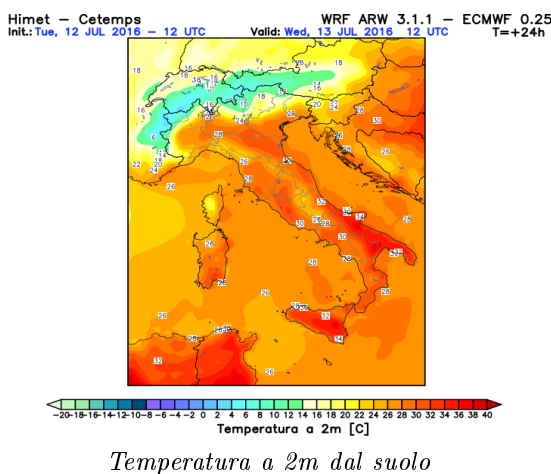 Himet – Cetemps WRF ARW 3.1.1 – ECMWF 0.25
Init.: Tue, 12 JUL 2016 – 12 UTC Valid: Wed, 13 JUL 2016 12 UTC T=+24h
-20-18-16-14-12-10-8 -6 -4 -2 0 2 4 6 8 10 12 14 16 18 20 22 24 26 28 30 32 34 36 38 40
Temperatura a 2m [C]
Temperatura a 2m dal suolo